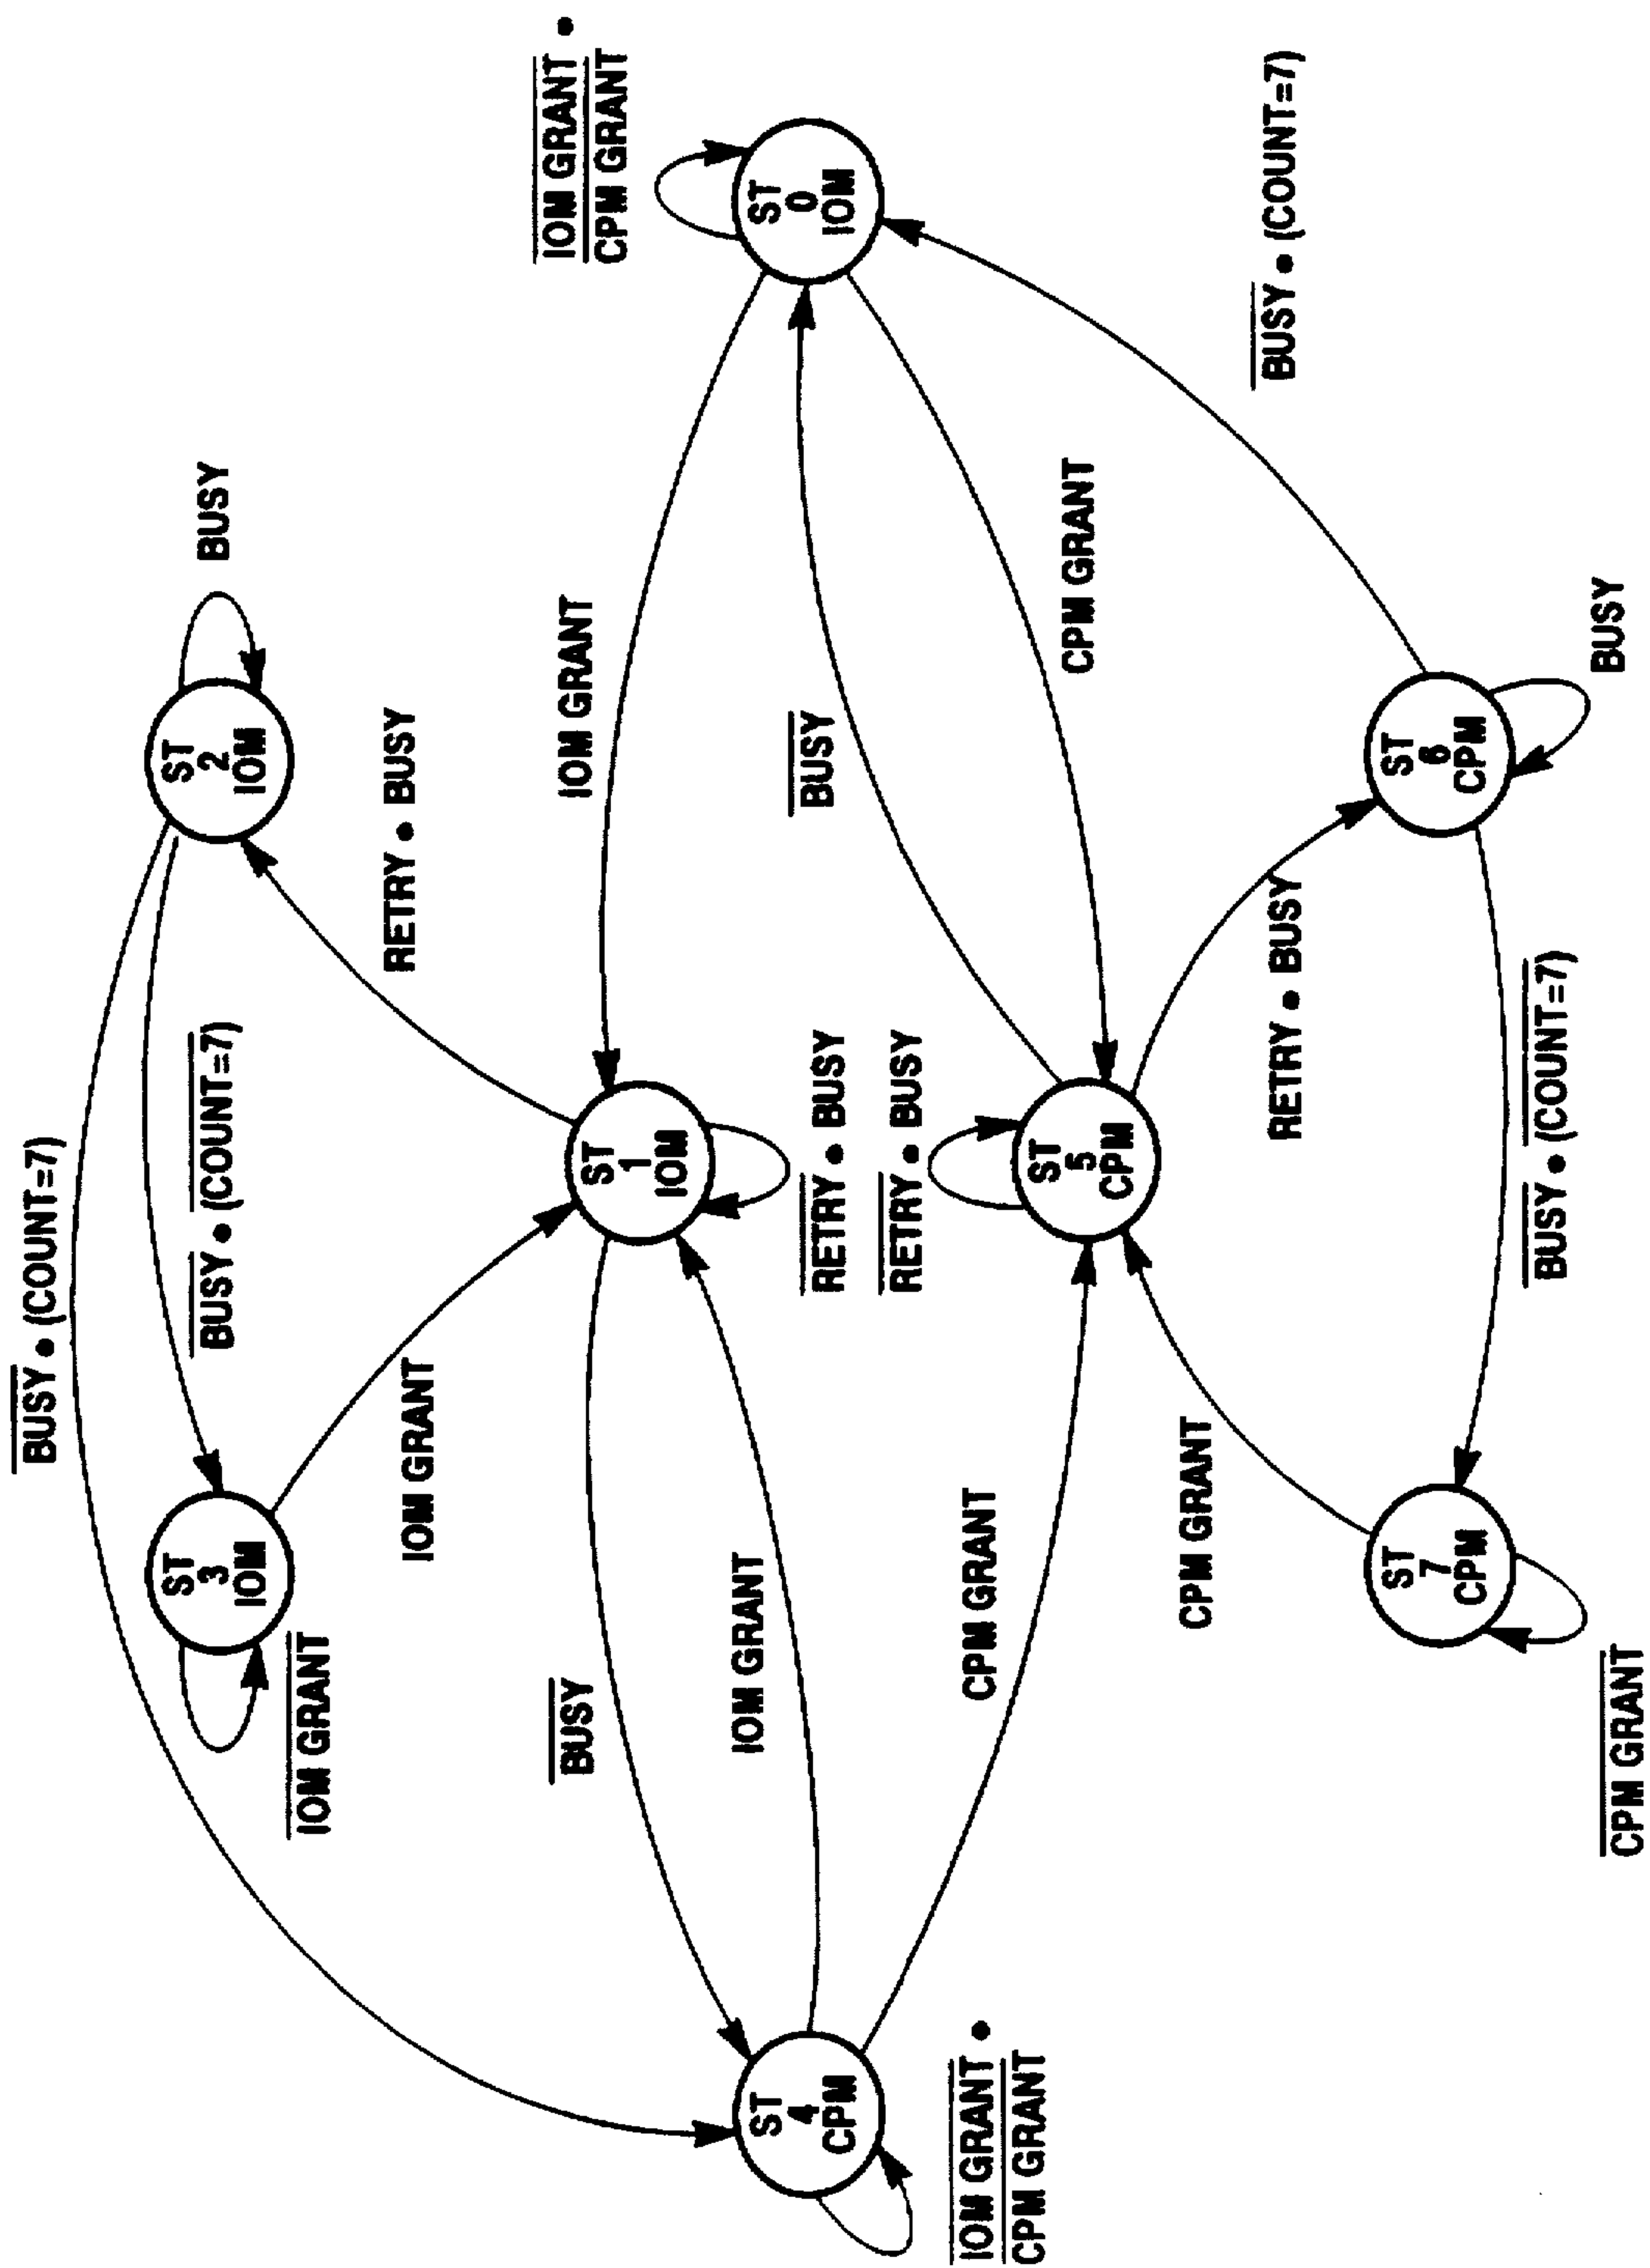 BUSY • (COUNT=7)
ST
3
IOM
BUSY • (COUNT=7)
ST
2
IOM
BUSY
IOM GRANT
IOM GRANT
RETRY • BUSY
BUSY
IOM GRANT
IOM GRANT •
CPM GRANT
ST
1
IOM
IOM GRANT
ST
4
CPM
RETRY • BUSY
BUSY
ST
0
IOM
RETRY • BUSY
IOM GRANT •
CPM GRANT
CPM GRANT
ST
5
CPM
CPM GRANT
CPM GRANT
RETRY • BUSY
BUSY • (COUNT=7)
ST
7
CPM
ST
6
CPM
BUSY • (COUNT=7)
CPM GRANT
BUSY